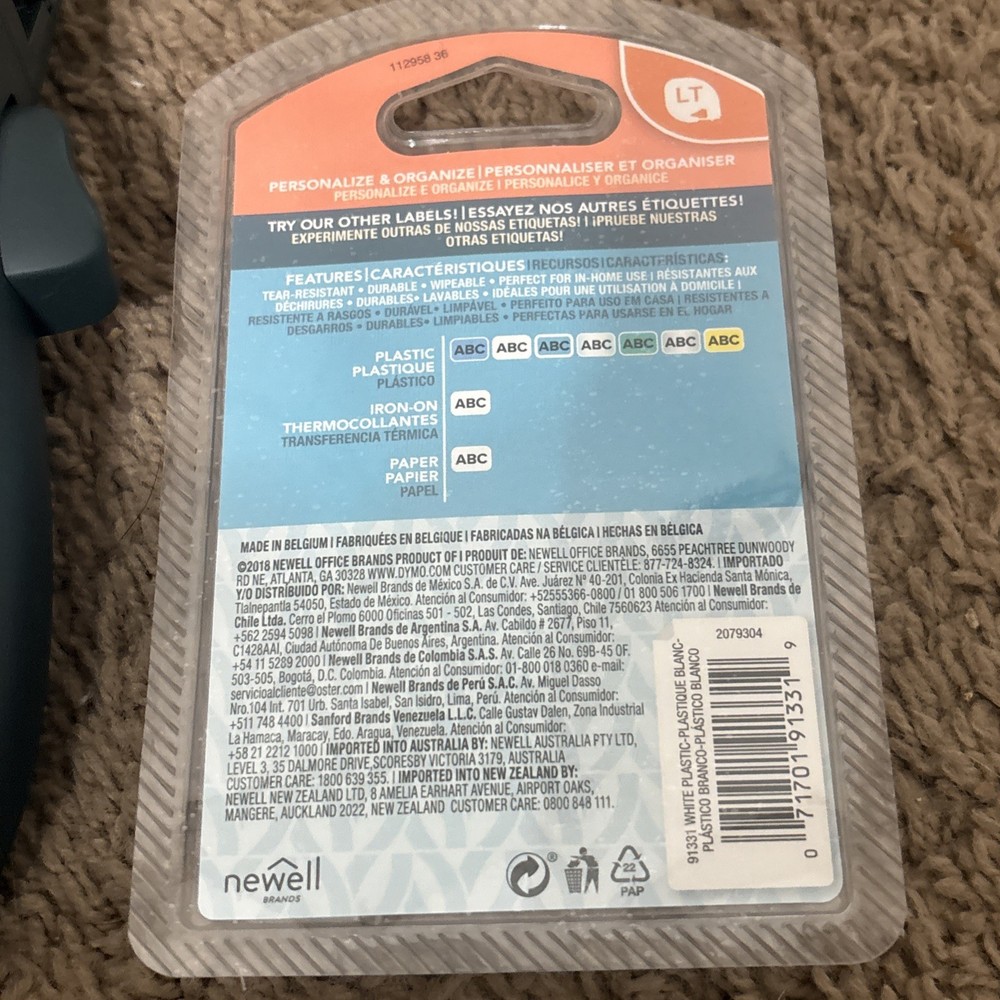 112958 36
LT
PERSONALIZE & ORGANIZE | PERSONNALISER ET ORGANISER
PERSONALIZE E ORGANIZE | PERSONALICE Y ORGANICE
TRY OUR OTHER LABELS! | ESSAYEZ NOS AUTRES ÉTIQUETTES!
EXPERIMENTE OUTRAS DE NOSSAS ETIQUETAS! | ¡PRUEBE NUESTRAS
OTRAS ETIQUETAS!
FEATURES | CARACTÉRISTIQUES | RECURSOS | CARACTERÍSTICAS:
TEAR-RESISTANT • DURABLE • WIPEABLE • PERFECT FOR IN-HOME USE | RÉSISTANTES AUX
DÉCHIRURES • DURABLES • LAVABLES • IDÉALES POUR UNE UTILISATION À DOMICILE |
RESISTENTE A RASGOS • DURÁVEL • LIMPÁVEL • PERFEITO PARA USO EM CASA | RESISTENTES A
DESGARROS • DURABLES • LIMPIABLES • PERFECTAS PARA USARSE EN EL HOGAR
PLASTIC
PLASTIQUE
PLÁSTICO
ABC ABC ABC ABC ABC ABC ABC
IRON-ON
THERMOCOLLANTES
TRANSFERENCIA TÉRMICA
ABC
PAPER
PAPIER
PAPEL
ABC
MADE IN BELGIUM | FABRIQUÉES EN BELGIQUE | FABRICADAS NA BÉLGICA | HECHAS EN BÉLGICA
©2018 NEWELL OFFICE BRANDS PRODUCT OF | PRODUIT DE: NEWELL OFFICE BRANDS, 6655 PEACHTREE DUNWOODY
RD NE, ATLANTA, GA 30328 WWW.DYMO.COM CUSTOMER CARE / SERVICE CLIENTÈLE: 877-724-8324. | IMPORTADO
Y/O DISTRIBUIDO POR: Newell Brands de México S.A. de C.V. Ave. Juárez Nº 40-201, Colonia Ex Hacienda Santa Mónica,
Tlalnepantla 54050, Estado de México. Atención al Consumidor: +52555366-0800 / 01 800 506 1700 | Newell Brands de
Chile Ltda. Cerro el Plomo 6000 Oficinas 501 - 502, Las Condes, Santiago, Chile 7560623 Atención al Consumidor:
+562 2594 5098 | Newell Brands de Argentina S.A. Av. Cabildo # 2677, Piso 11,
C1428AAI, Ciudad Autónoma De Buenos Aires, Argentina. Atención al Consumidor:
+54 11 5289 2000 | Newell Brands de Colombia S.A.S. Av. Calle 26 No. 69B-45 OF.
503-505, Bogotá, D.C. Colombia. Atención al Consumidor: 01-800 018 0360 e-mail:
servicioalcliente@oster.com | Newell Brands de Perú S.A.C. Av. Miguel Dasso
Nro.104 Int. 701 Urb. Santa Isabel, San Isidro, Lima, Perú. Atención al Consumidor:
+511 748 4400 | Sanford Brands Venezuela L.L.C. Calle Gustav Dalen, Zona Industrial
La Hamaca, Maracay, Edo. Aragua, Venezuela. Atención al Consumidor:
+58 21 2212 1000 | IMPORTED INTO AUSTRALIA BY: NEWELL AUSTRALIA PTY LTD,
LEVEL 3, 35 DALMORE DRIVE, SCORESBY VICTORIA 3179, AUSTRALIA
CUSTOMER CARE: 1800 639 355. | IMPORTED INTO NEW ZEALAND BY:
NEWELL NEW ZEALAND LTD, 8 AMELIA EARHART AVENUE, AIRPORT OAKS,
MANGERE, AUCKLAND 2022, NEW ZEALAND CUSTOMER CARE: 0800 848 111.
2079304
91331 WHITE PLASTIC-PLASTIQUE BLANC-
PLÁSTICO BRANCO-PLÁSTICO BLANCO
0 71701 91331 9
newell
BRANDS
®
22
PAP